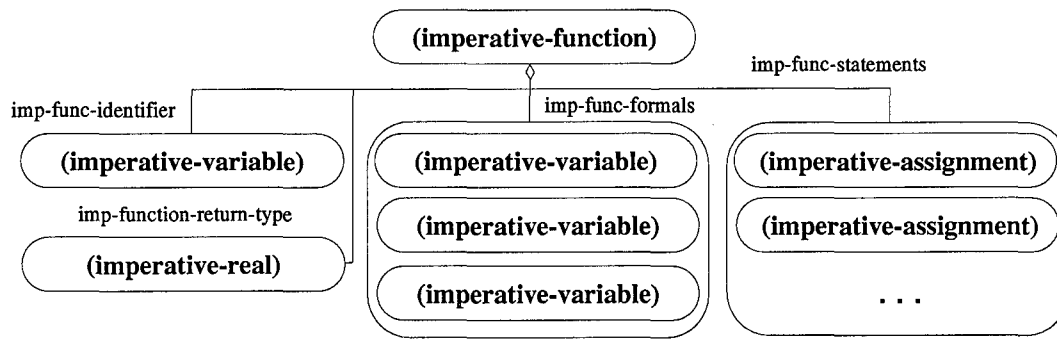 (imperative-function)
imp-func-statements
imp-func-identifier
imp-func-formals
(imperative-variable)
(imperative-variable)
(imperative-assignment)
imp-function-return-type
(imperative-variable)
(imperative-assignment)
(imperative-real)
(imperative-variable)
. . .